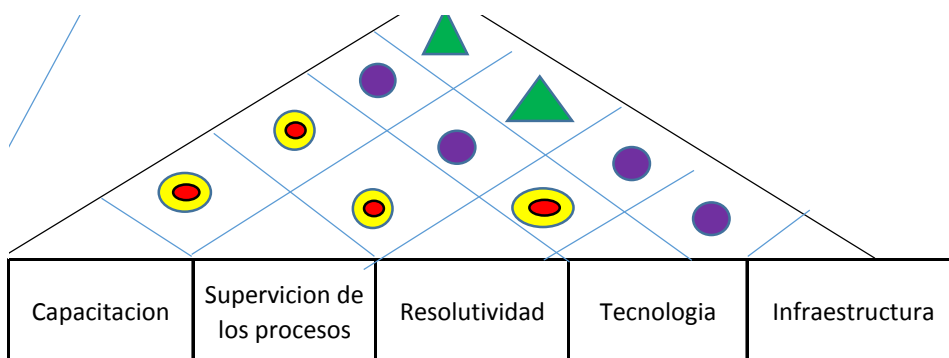 Capacitacion
Supervicion de
los procesos
Resolutividad
Tecnologia
Infraestructura